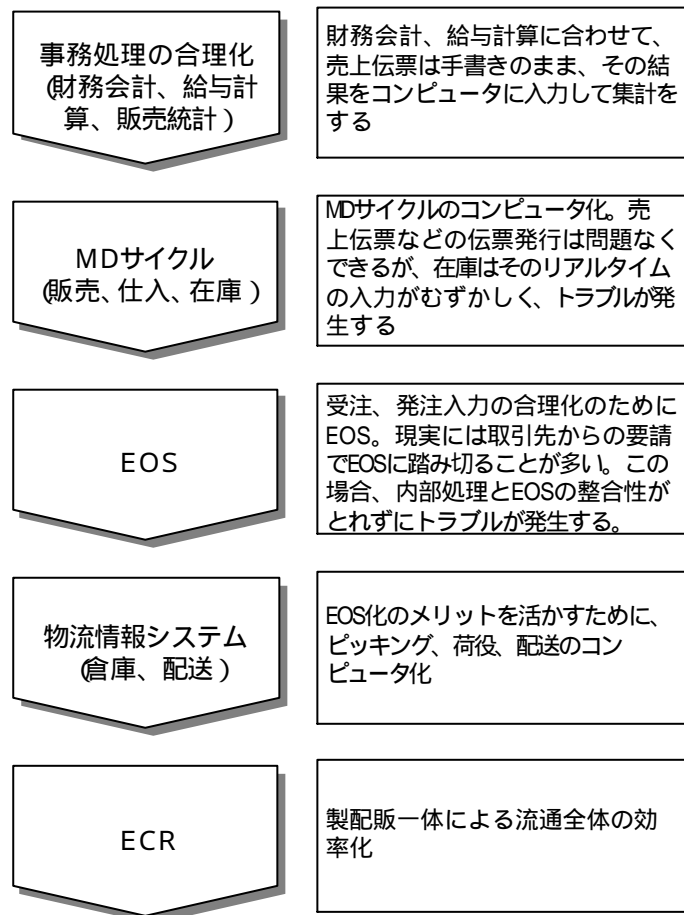 事務処理の合理化
(財務会計、給与計
算、販売統計)
財務会計、給与計算に合わせて、
売上伝票は手書きのまま、その結
果をコンピュータに入力して集計を
する
MDサイクル
(販売、仕入、在庫)
MDサイクルのコンピュータ化。売
上伝票などの伝票発行は問題なく
できるが、在庫はそのリアルタイム
の入力がむずかしく、トラブルが発
生する
EOS
受注、発注入力の合理化のために
EOS。現実には取引先からの要請
でEOSに踏み切ることが多い。この
場合、内部処理とEOSの整合性が
とれずにトラブルが発生する。
物流情報システム
(倉庫、配送)
EOS化のメリットを活かすために、
ピッキング、荷役、配送のコン
ピュータ化
ECR
製配販一体による流通全体の効
率化